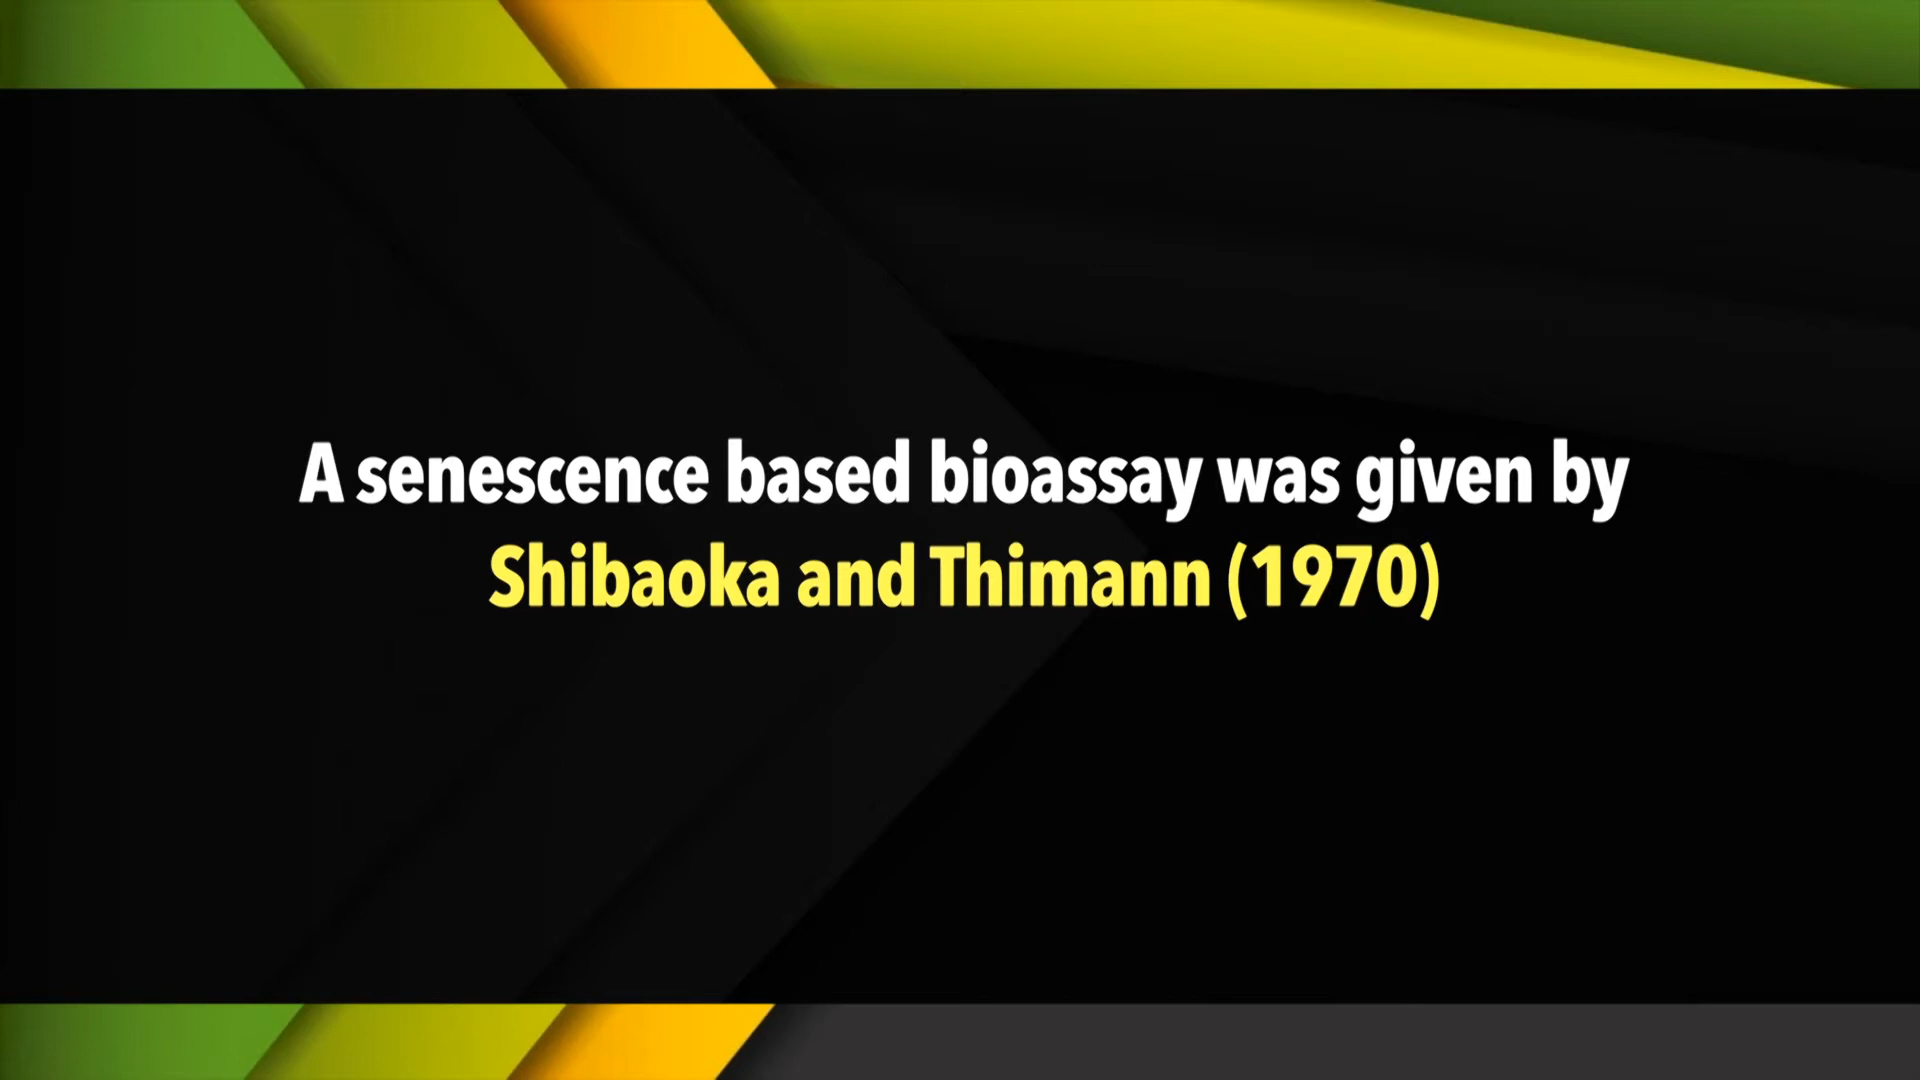 A senescence based bioassay was given by
Shibaoka and Thimann (1970)